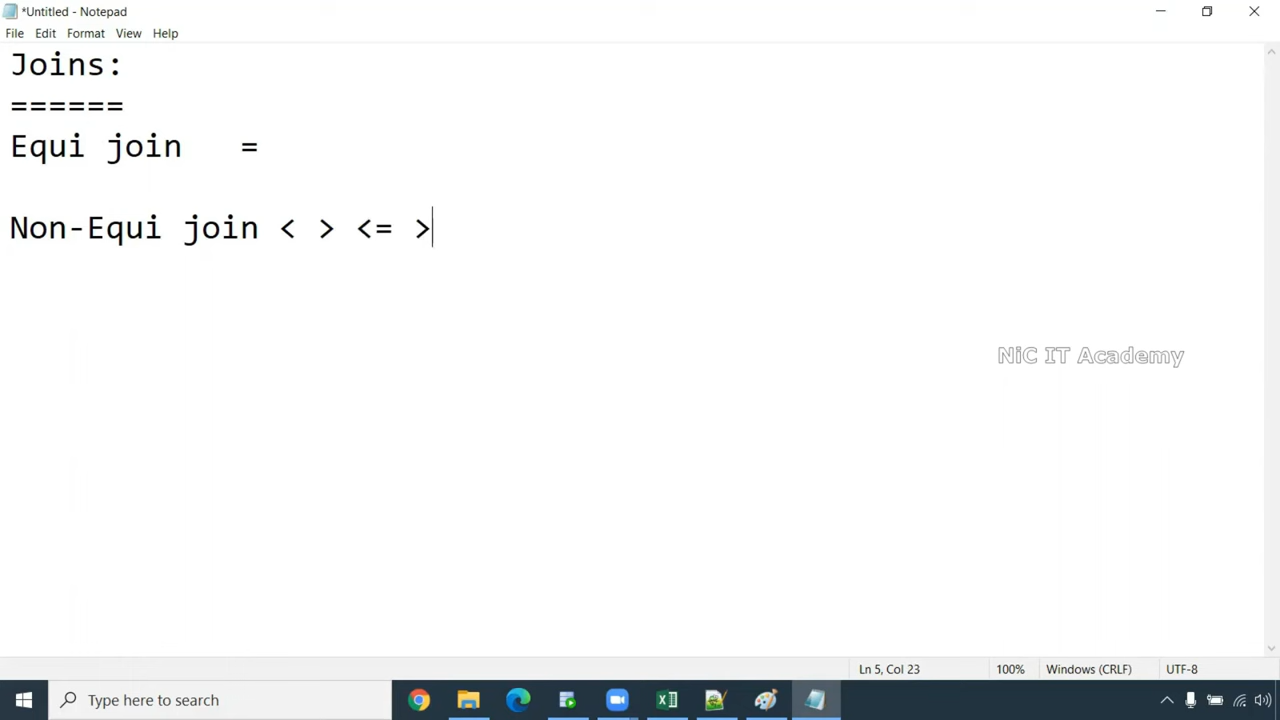 *Untitled - Notepad
File Edit Format View Help
Joins:
======
Equi join   =
Non-Equi join < > <= >
NiC IT Academy
Ln 5, Col 23 100% Windows (CRLF) UTF-8
Type here to search